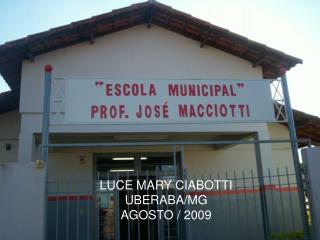 "ESCOLA MUNICIPAL"
PROF. JOSÉ MACCIOTTI
LUCE MARY CIABOTTI
UBERABA/MG
AGOSTO / 2009